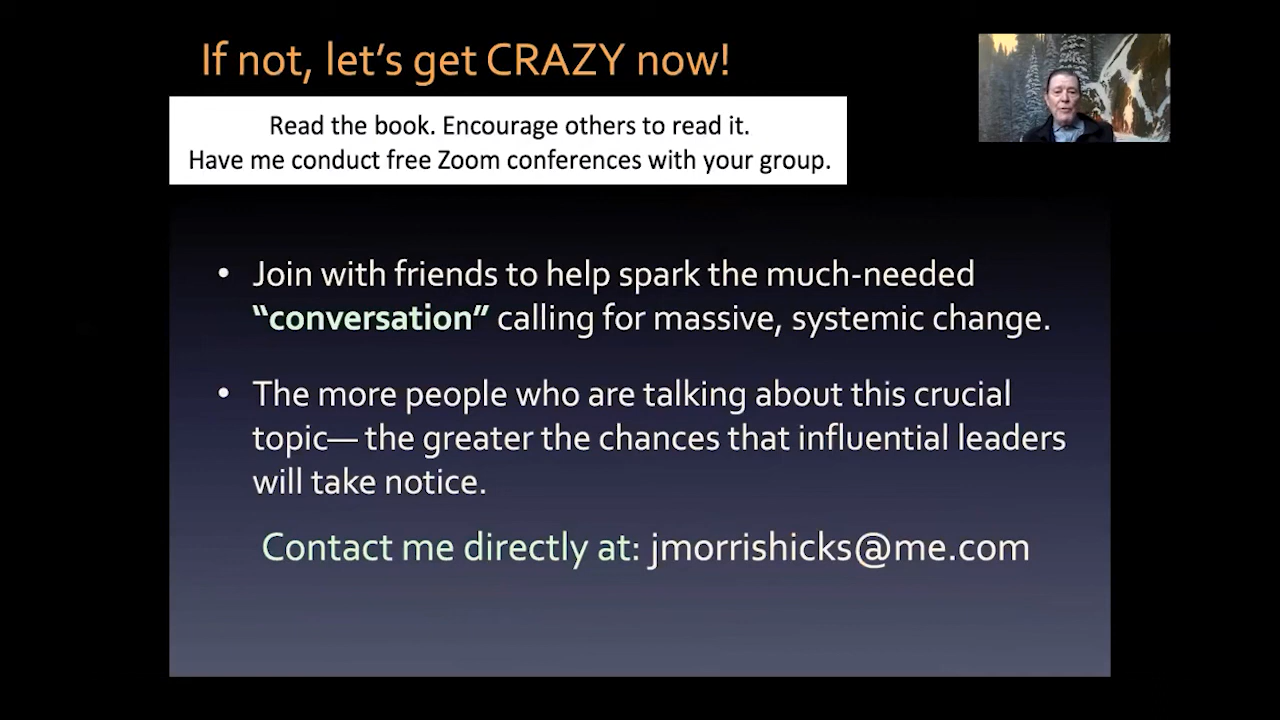 If not, let's get CRAZY now!
Read the book. Encourage others to read it.
Have me conduct free Zoom conferences with your group.
• Join with friends to help spark the much-needed
“conversation” calling for massive, systemic change.
• The more people who are talking about this crucial
topic— the greater the chances that influential leaders
will take notice.
Contact me directly at: jmorrishicks@me.com